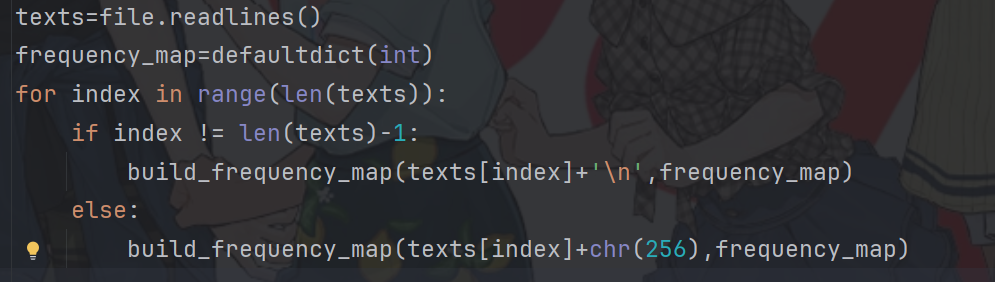 texts=file.readlines()
frequency_map=defaultdict(int)
for index in range(len(texts)):
    if index != len(texts)-1:
        build_frequency_map(texts[index]+'\n',frequency_map)
    else:
        build_frequency_map(texts[index]+chr(256),frequency_map)